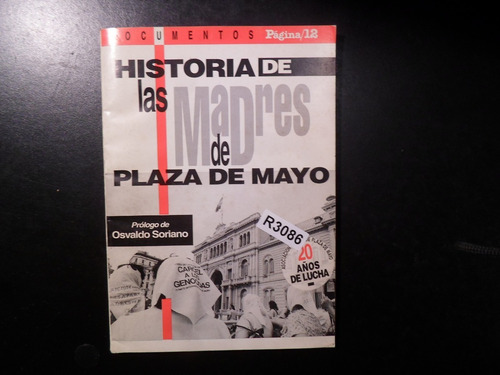 DOCUMENTOS Página/12
HISTORIA DE
las MaDres
de
PLAZA DE MAYO
Prólogo de
Osvaldo Soriano
R3086
20
AÑOS
DE LUCHA
CARCEL
A LOS
GENOCIDAS